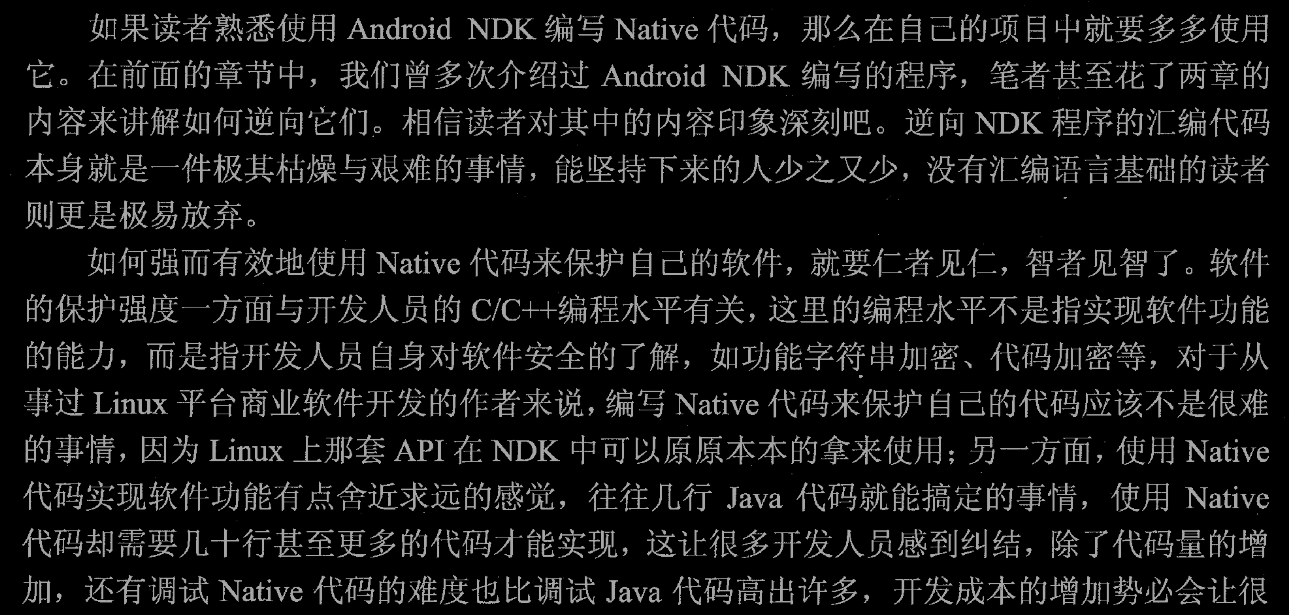 如果读者熟悉使用 Android NDK 编写 Native 代码，那么在自己的项目中就要多多使用
它。在前面的章节中，我们曾多次介绍过 Android NDK 编写的程序，笔者甚至花了两章的
内容来讲解如何逆向它们。相信读者对其中的内容印象深刻吧。逆向 NDK 程序的汇编代码
本身就是一件极其枯燥与艰难的事情，能坚持下来的人少之又少，没有汇编语言基础的读者
则更是极易放弃。
如何强而有效地使用 Native 代码来保护自己的软件，就要仁者见仁，智者见智了。软件
的保护强度一方面与开发人员的 C/C++编程水平有关，这里的编程水平不是指实现软件功能
的能力，而是指开发人员自身对软件安全的了解，如功能字符串加密、代码加密等，对于从
事过 Linux 平台商业软件开发的作者来说，编写 Native 代码来保护自己的代码应该不是很难
的事情，因为 Linux 上那套 API 在 NDK 中可以原原本本的拿来使用；另一方面，使用 Native
代码实现软件功能有点舍近求远的感觉，往往几行 Java 代码就能搞定的事情，使用 Native
代码却需要几十行甚至更多的代码才能实现，这让很多开发人员感到纠结，除了代码量的增
加，还有调试 Native 代码的难度也比调试 Java 代码高出许多，开发成本的增加势必会让很